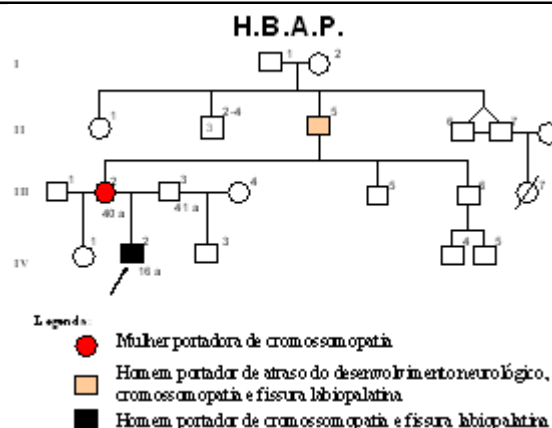 H.B.A.P.
I
1
2
II
1
2-4
3
5
6
7
III
1
2
3
4
5
6
7
40 a
41 a
IV
1
2
3
4
5
16 a
Legenda:
Mulher portadora de cromossomopatia
Homem portador de atraso do desenvolvimento neurológico,
cromossomopatia e fissura labiopalatina
Homem portador de cromossomopatia e fissura labiopalatina